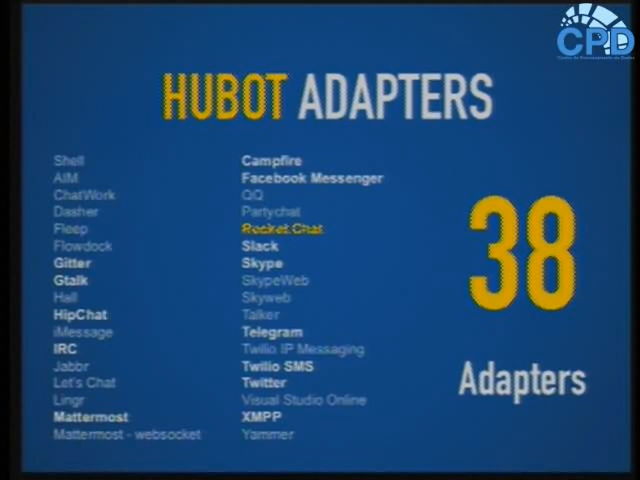 CPD
HUBOT ADAPTERS
Shell
AIM
ChatWork
Dasher
Fleep
Flowdock
Gitter
Gtalk
Hall
HipChat
iMessage
IRC
Jabbr
Let's Chat
Lingr
Mattermost
Mattermost - websocket
Campfire
Facebook Messenger
QQ
Partychat
Rocket.Chat
Slack
Skype
SkypeWeb
Skyweb
Talker
Telegram
Twilio IP Messaging
Twilio SMS
Twitter
Visual Studio Online
XMPP
Yammer
38
Adapters